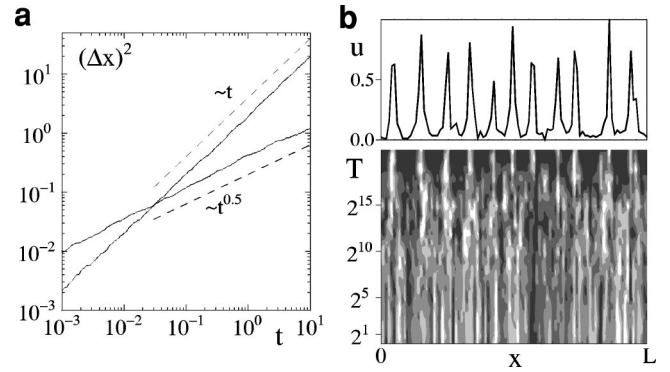 a
(Δx)²
10¹
10⁰
10⁻¹
10⁻²
10⁻³
~t
~t⁰·⁵
10⁻³ 10⁻² 10⁻¹ 10⁰ 10¹
t
b
u
0.5
0.0
T
2¹⁵
2¹⁰
2⁵
2¹
0 x L